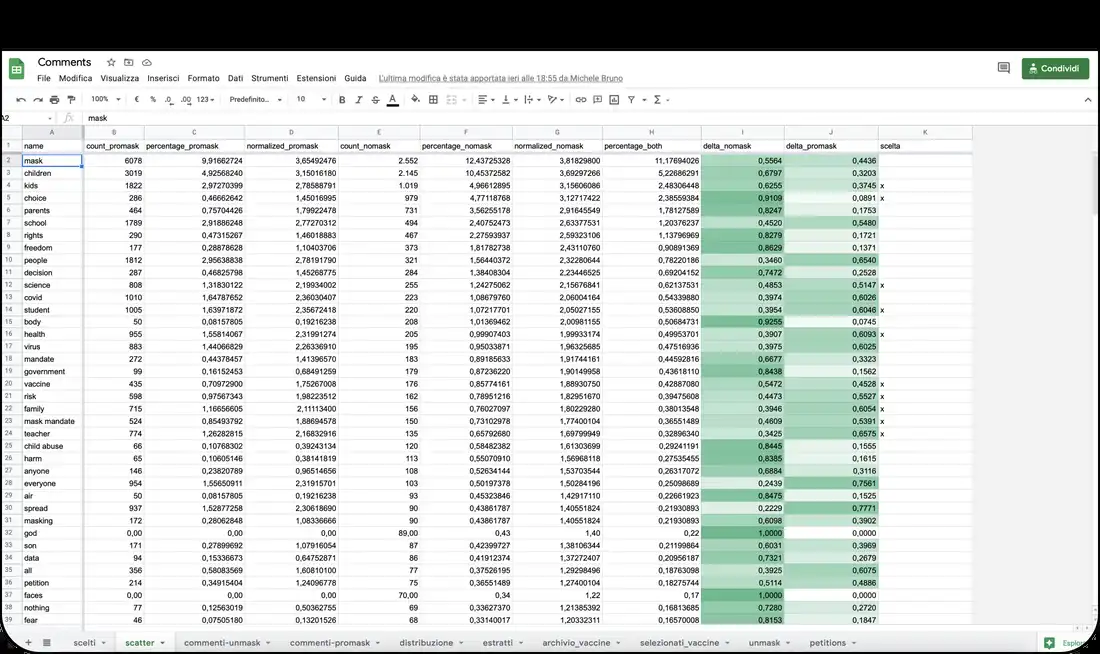 Comments
File Modifica Visualizza Inserisci Formato Dati Strumenti Estensioni Guida L'ultima modifica è stata apportata ieri alle 18:55 da Michele Bruno
Condividi
100% € % .0 .00 123 Predefinito... 10 B I S A
A2 fx mask
A B C D E F G H I J K
1 name count_promask percentage_promask normalized_promask count_nomask percentage_nomask normalized_nomask percentage_both delta_nomask delta_promask scelta
2 mask 6078 9,91662724 3,65492476 2.552 12,43725328 3,81829800 11,17694026 0,5564 0,4436
3 children 3019 4,92568240 3,15016180 2.145 10,45372582 3,69297266 5,22686291 0,6797 0,3203
4 kids 1822 2,97270399 2,78588791 1.019 4,96612895 3,15606086 2,48306448 0,6255 0,3745 x
5 choice 286 0,46662642 1,45016995 979 4,77118768 3,12717422 2,38559384 0,9109 0,0891 x
6 parents 464 0,75704426 1,79922478 731 3,56255178 2,91645549 1,78127589 0,8247 0,1753
7 school 1789 2,91886248 2,77270312 494 2,40752473 2,63377531 1,20376237 0,4520 0,5480
8 rights 290 0,47315267 1,46018883 467 2,27593937 2,59323106 1,13796969 0,8279 0,1721
9 freedom 177 0,28878628 1,10403706 373 1,81782738 2,43110760 0,90891369 0,8629 0,1371
10 people 1812 2,95638838 2,78191790 321 1,56440372 2,32280644 0,78220186 0,3460 0,6540
11 decision 287 0,46825798 1,45268775 284 1,38408304 2,23446525 0,69204152 0,7472 0,2528
12 science 808 1,31830122 2,19934002 255 1,24275062 2,15676841 0,62137531 0,4853 0,5147 x
13 covid 1010 1,64787652 2,36030407 223 1,08679760 2,06004164 0,54339880 0,3974 0,6026
14 student 1005 1,63971872 2,35672418 220 1,07217701 2,05027155 0,53608850 0,3954 0,6046 x
15 body 50 0,08157805 0,19216238 208 1,01369462 2,00981155 0,50684731 0,9255 0,0745
16 health 955 1,55814067 2,31991274 205 0,99907403 1,99933174 0,49953701 0,3907 0,6093 x
17 virus 883 1,44066829 2,26336910 195 0,95033871 1,96325685 0,47516936 0,3975 0,6025
18 mandate 272 0,44378457 1,41396570 183 0,89185633 1,91744161 0,44592816 0,6677 0,3323
19 government 99 0,16152453 0,68491259 179 0,87236220 1,90149958 0,43618110 0,8438 0,1562
20 vaccine 435 0,70972900 1,75267008 176 0,85774161 1,88930750 0,42887080 0,5472 0,4528 x
21 risk 598 0,97567343 1,98223512 162 0,78951216 1,82951670 0,39475608 0,4473 0,5527 x
22 family 715 1,16656605 2,11113400 156 0,76027097 1,80229280 0,38013548 0,3946 0,6054 x
23 mask mandate 524 0,85493792 1,88694578 150 0,73102978 1,77400104 0,36551489 0,4609 0,5391 x
24 teacher 774 1,26282815 2,16832916 135 0,65792680 1,69799949 0,32896340 0,3425 0,6575 x
25 child abuse 66 0,10768302 0,39243134 120 0,58482382 1,61303699 0,29241191 0,8445 0,1555
26 harm 65 0,10605146 0,38141819 113 0,55070910 1,56968118 0,27535455 0,8385 0,1615
27 anyone 146 0,23820789 0,96514656 108 0,52634144 1,53703544 0,26317072 0,6884 0,3116
28 everyone 954 1,55650911 2,31915701 103 0,50197378 1,50284196 0,25098689 0,2439 0,7561
29 air 50 0,08157805 0,19216238 93 0,45323846 1,42917110 0,22661923 0,8475 0,1525
30 spread 937 1,52877258 2,30618690 90 0,43861787 1,40551824 0,21930893 0,2229 0,7771
31 masking 172 0,28062848 1,08336666 90 0,43861787 1,40551824 0,21930893 0,6098 0,3902
32 god 0,00 0,00 0,00 89,00 0,43 1,40 0,22 1,0000 0,0000
33 son 171 0,27899692 1,07916054 87 0,42399727 1,38106344 0,21199864 0,6031 0,3969
34 data 94 0,15336673 0,64752871 86 0,41912374 1,37272407 0,20956187 0,7321 0,2679
35 all 356 0,58083569 1,60810100 77 0,37526195 1,29298496 0,18763098 0,3925 0,6075
36 petition 214 0,34915404 1,24096778 75 0,36551489 1,27400104 0,18275744 0,5114 0,4886
37 faces 0,00 0,00 0,00 70,00 0,34 1,22 0,17 1,0000 0,0000
38 nothing 77 0,12563019 0,50362755 69 0,33627370 1,21385392 0,16813685 0,7280 0,2720
39 fear 46 0,07505180 0,13201526 68 0,33140017 1,20332311 0,16570008 0,8153 0,1847
scelti scatter commenti-unmask commenti-promask distribuzione estratti archivio_vaccine selezionati_vaccine unmask petitions